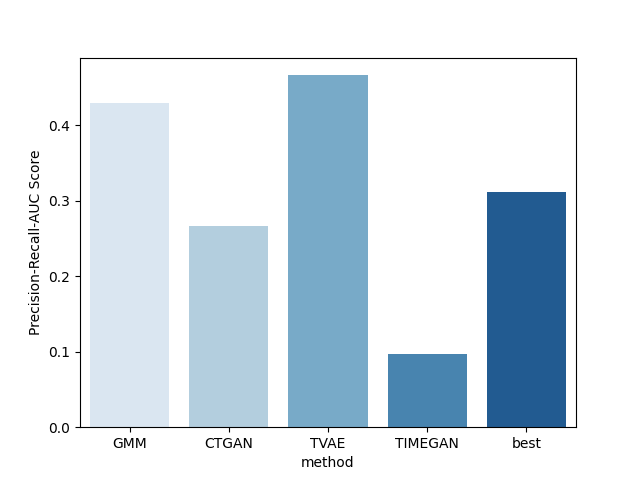 Precision-Recall-AUC Score
0.4
0.3
0.2
0.1
0.0
GMM CTGAN TVAE TIMEGAN best
method